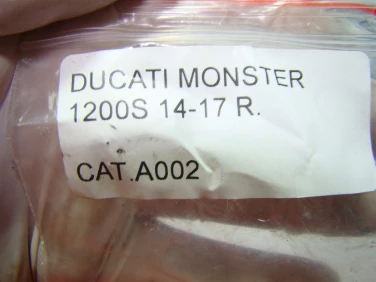 DUCATI MONSTER
1200S 14-17 R.
CAT.A002